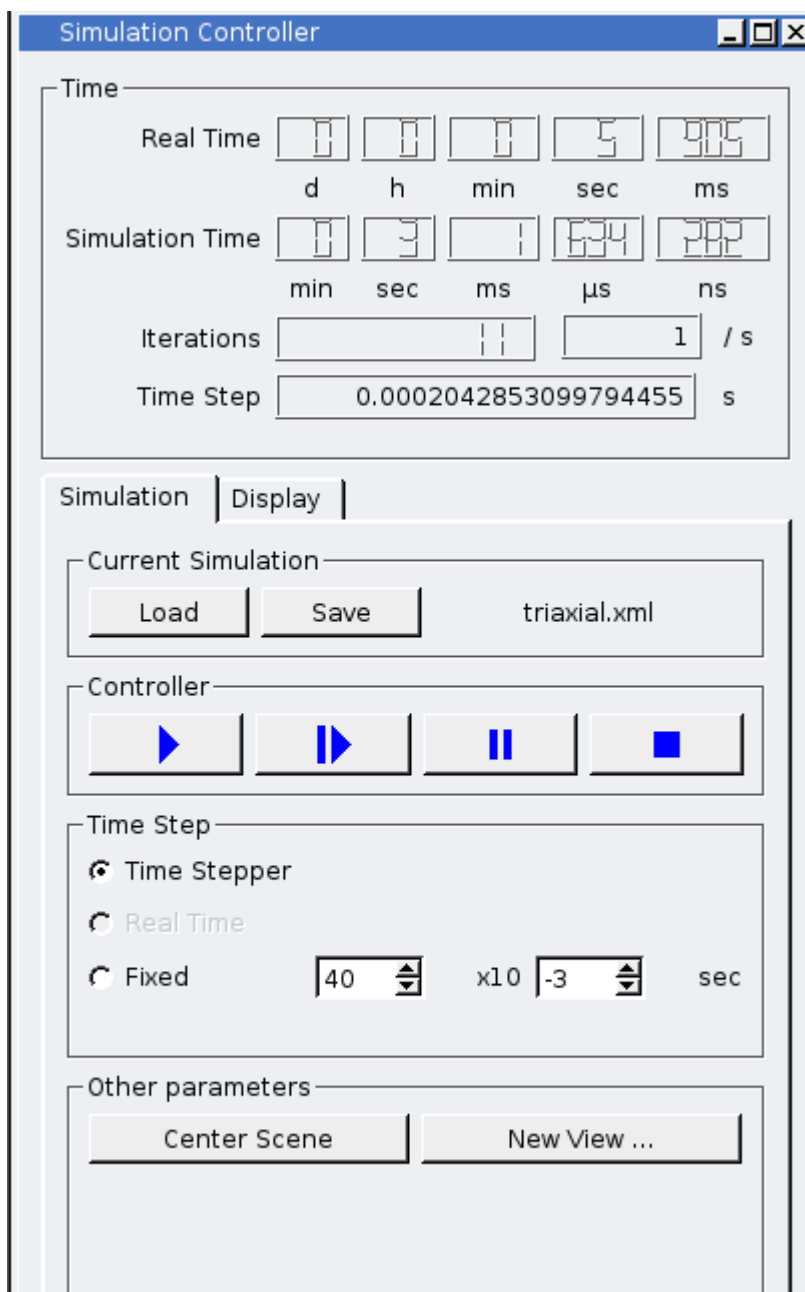 Simulation Controller
Time
Real Time 0 0 0 5 905
d h min sec ms
Simulation Time 0 3 1 634 282
min sec ms µs ns
Iterations 11 1 / s
Time Step 0.0002042853099794455 s
Simulation Display
Current Simulation
Load Save triaxial.xml
Controller
Time Step
Time Stepper
Real Time
Fixed 40 x10 -3 sec
Other parameters
Center Scene New View ...